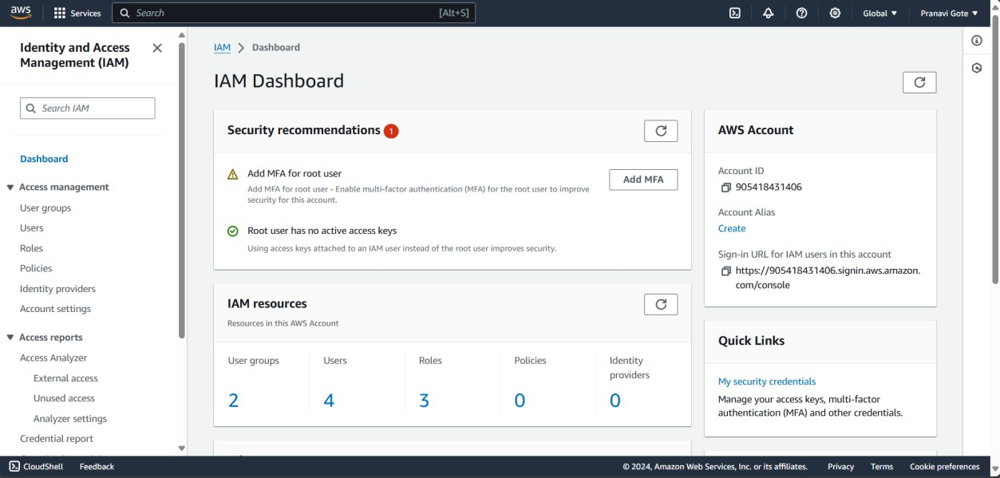 aws
Services
Search [Alt+S]
Global
Pranavi Gote
Identity and Access
Management (IAM)
Search IAM
Dashboard
Access management
User groups
Users
Roles
Policies
Identity providers
Account settings
Access reports
Access Analyzer
External access
Unused access
Analyzer settings
Credential report
IAM > Dashboard
IAM Dashboard
Security recommendations 1
Add MFA for root user
Add MFA for root user - Enable multi-factor authentication (MFA) for the root user to improve
security for this account.
Add MFA
Root user has no active access keys
Using access keys attached to an IAM user instead of the root user improves security.
IAM resources
Resources in this AWS Account
User groups
2
Users
4
Roles
3
Policies
0
Identity
providers
0
AWS Account
Account ID
905418431406
Account Alias
Create
Sign-in URL for IAM users in this account
https://905418431406.signin.aws.amazon.
com/console
Quick Links
My security credentials
Manage your access keys, multi-factor
authentication (MFA) and other credentials.
CloudShell
Feedback
© 2024, Amazon Web Services, Inc. or its affiliates.
Privacy
Terms
Cookie preferences